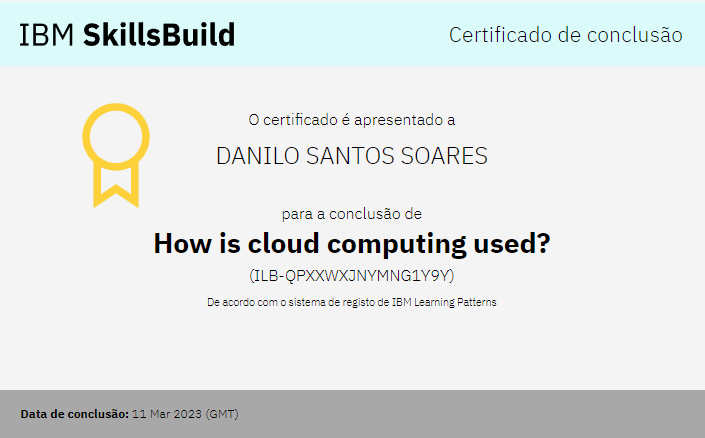 IBM SkillsBuild
Certificado de conclusão
O certificado é apresentado a
DANILO SANTOS SOARES
para a conclusão de
How is cloud computing used?
(ILB-QPXXWXJNYMNG1Y9Y)
De acordo com o sistema de registo de IBM Learning Patterns
Data de conclusão: 11 Mar 2023 (GMT)